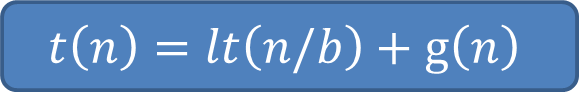 t(n) = lt(n/b) + g(n)